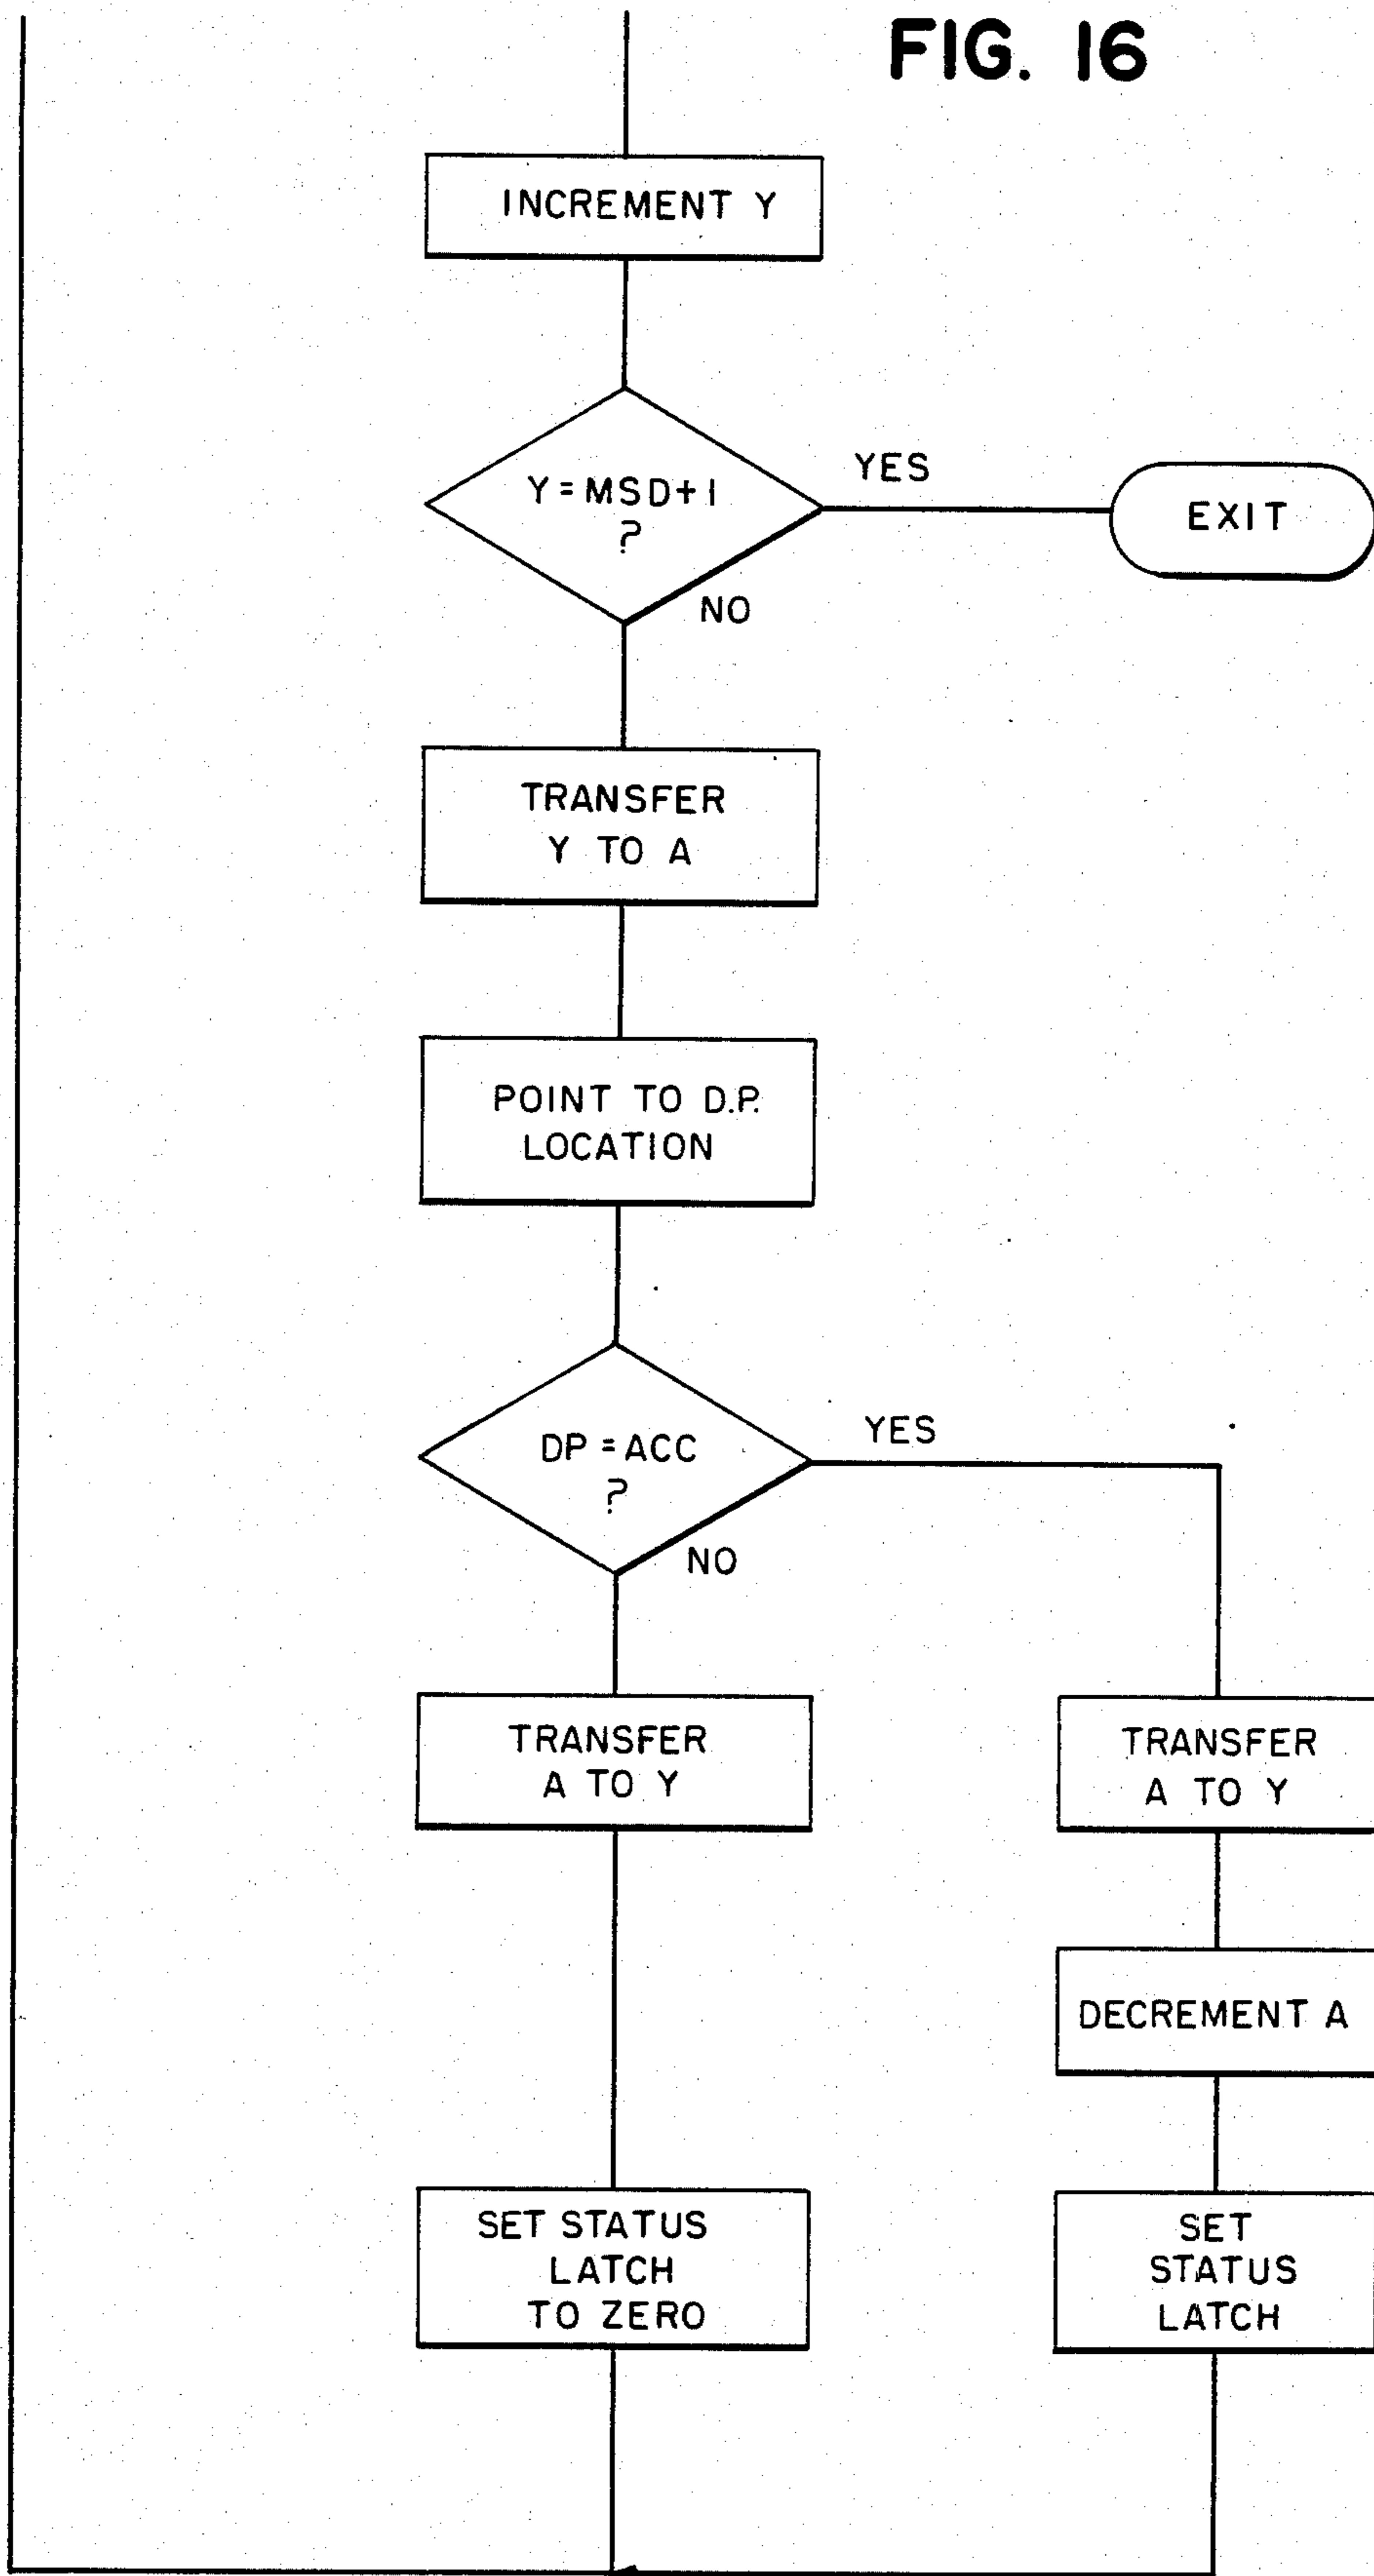 FIG. 16
INCREMENT Y
Y = MSD+1
?
YES
EXIT
NO
TRANSFER
Y TO A
POINT TO D.P.
LOCATION
DP = ACC
?
YES
NO
TRANSFER
A TO Y
TRANSFER
A TO Y
DECREMENT A
SET STATUS
LATCH
TO ZERO
SET
STATUS
LATCH